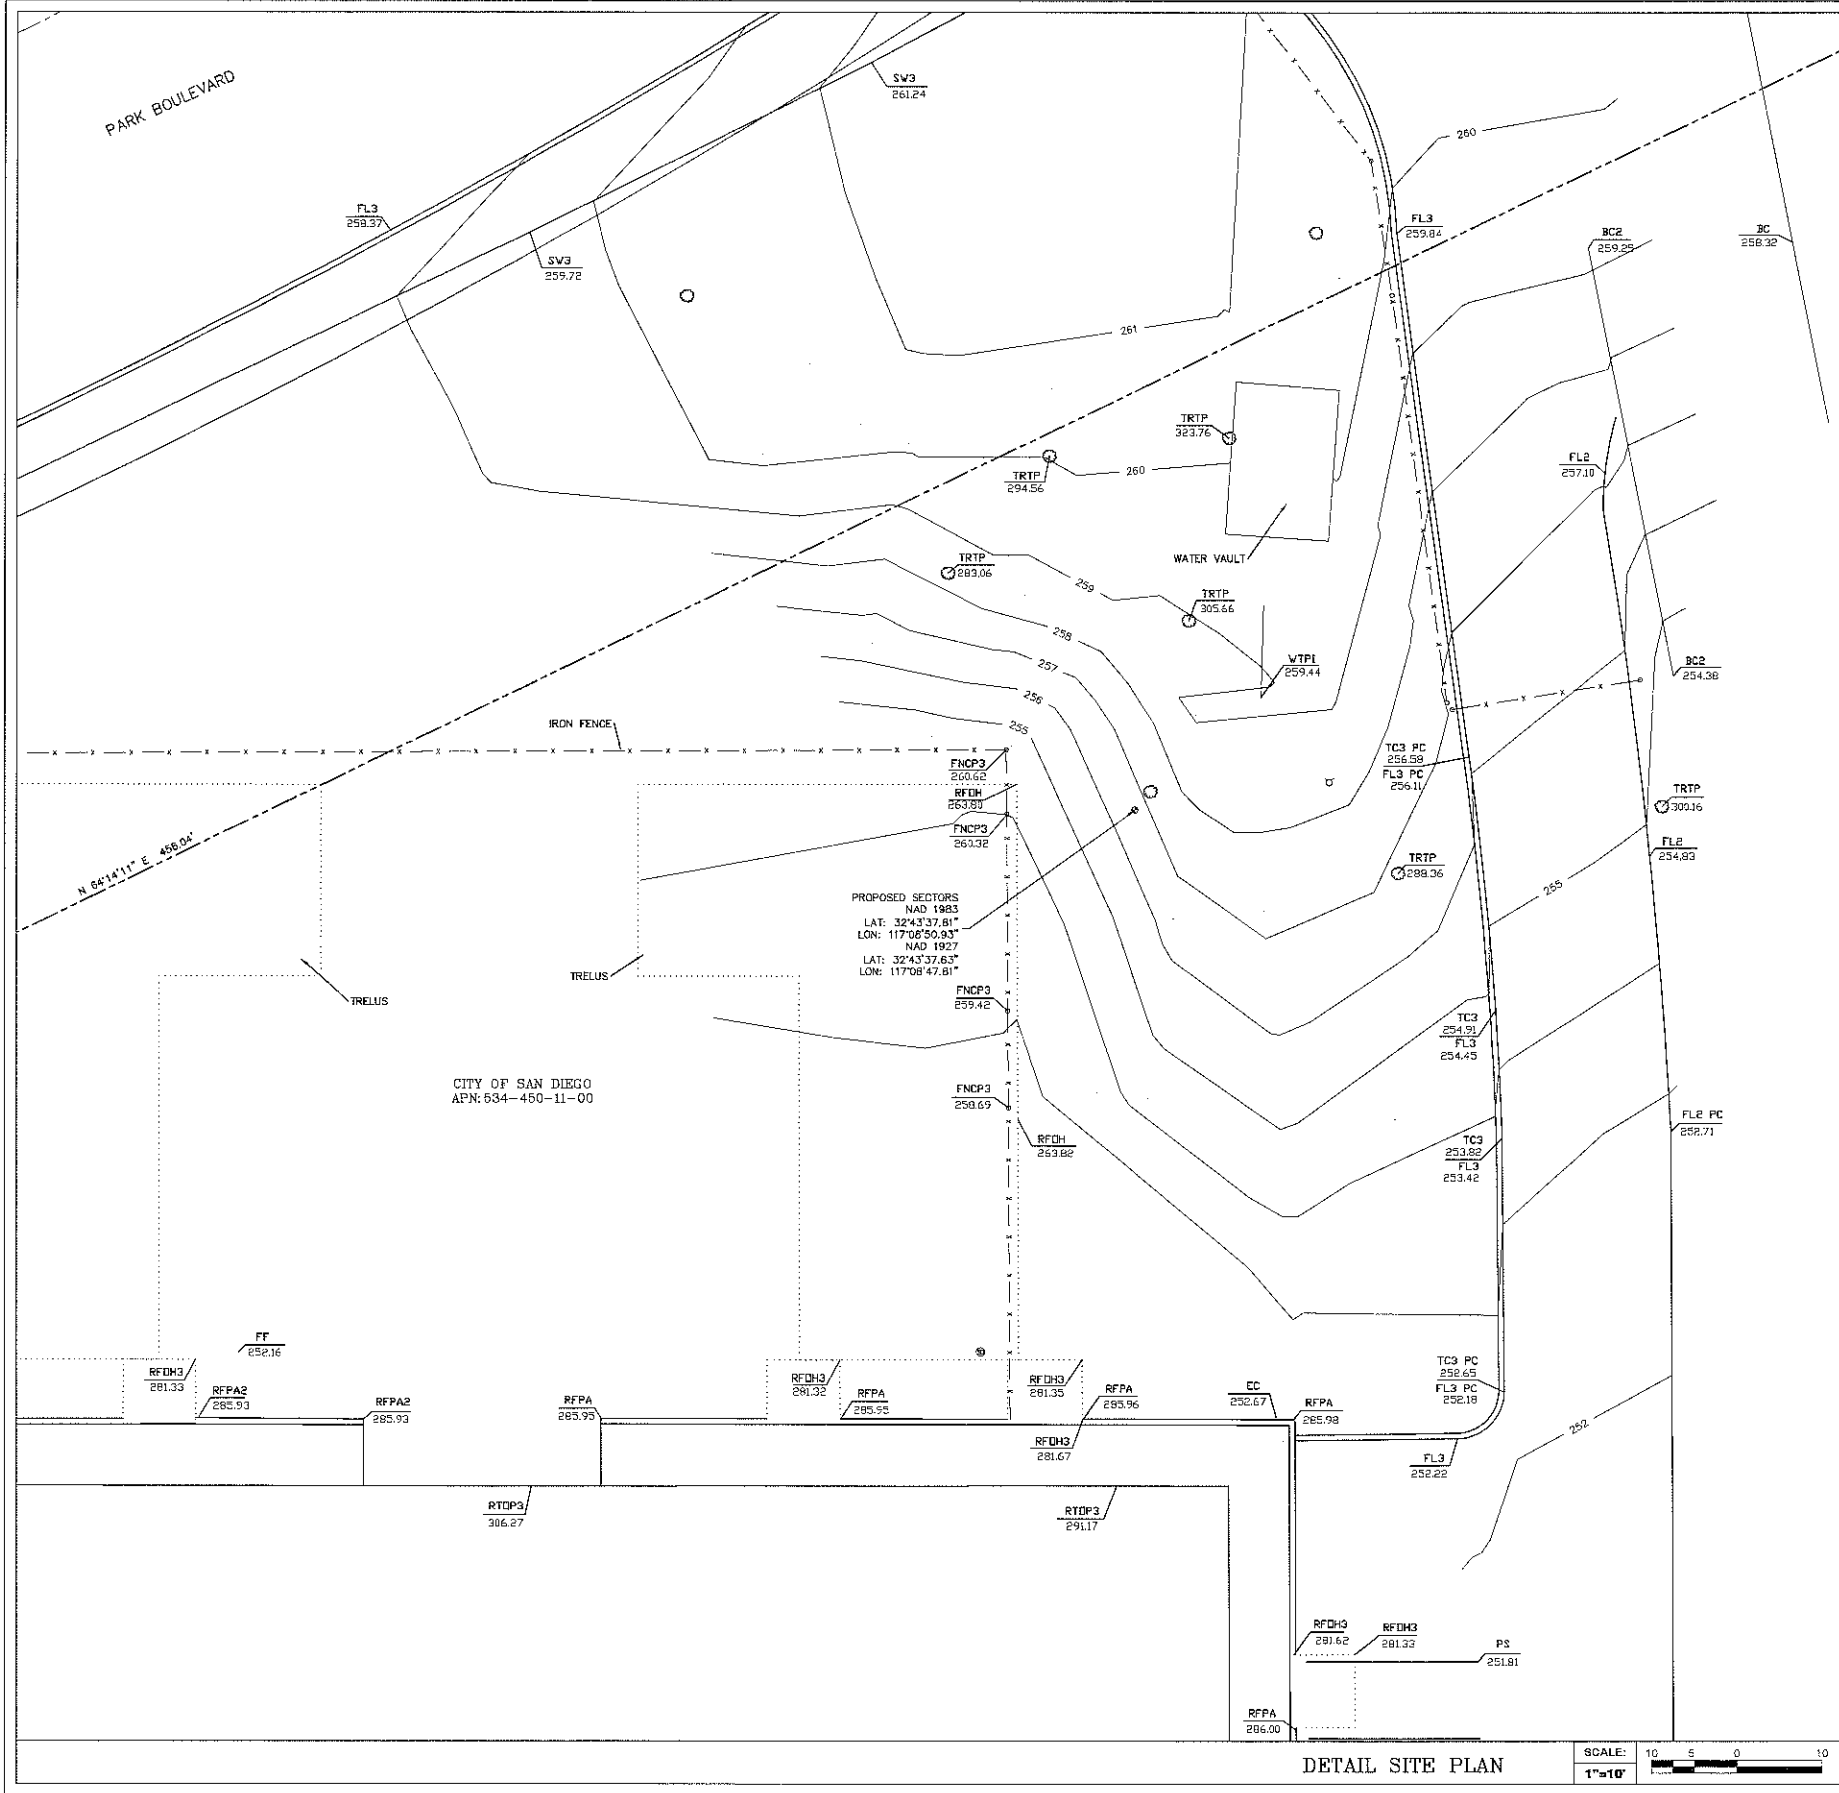 PARK BOULEVARD
SW3
261.24
260
FL3
258.37
FL3
259.84
BC2
259.29
BC
258.32
SW3
259.72
261
TRTP
323.76
TRTP
294.56
260
FL2
257.10
WATER VAULT
TRTP
283.06
259
TRTP
305.66
258
257
WTP1
259.44
BC2
254.38
256
255
IRON FENCE
FNCP3
260.62
TC3 PC
256.59
FL3 PC
256.11
RFOH
263.80
TRTP
309.16
FNCP3
260.32
N 64°14'11" E 458.04'
FL2
254.83
TRTP
288.36
255
PROPOSED SECTORS
NAD 1983
LAT: 32°43'37.81"
LON: 117°08'50.93"
NAD 1927
LAT: 32°43'37.63"
LON: 117°08'47.81"
TRELUS
TRELUS
FNCP3
259.42
TC3
254.91
FL3
254.45
CITY OF SAN DIEGO
APN: 534-450-11-00
FNCP3
258.69
FL2 PC
252.71
RFOH
263.82
TC3
253.82
FL3
253.42
FF
252.16
RFOH3
281.33
RFPA2
285.93
RFPA2
285.93
RFPA
285.95
RFOH3
281.32
RFPA
285.95
RFOH3
281.35
RFPA
285.96
EC
252.67
RFPA
285.98
TC3 PC
252.65
FL3 PC
252.18
RFOH3
281.67
FL3
252.22
252
RTOP3
306.27
RTOP3
291.17
RFOH3
281.62
RFOH3
281.33
PS
251.81
RFPA
286.00
DETAIL SITE PLAN
SCALE:
1"=10'
10 5 0 10